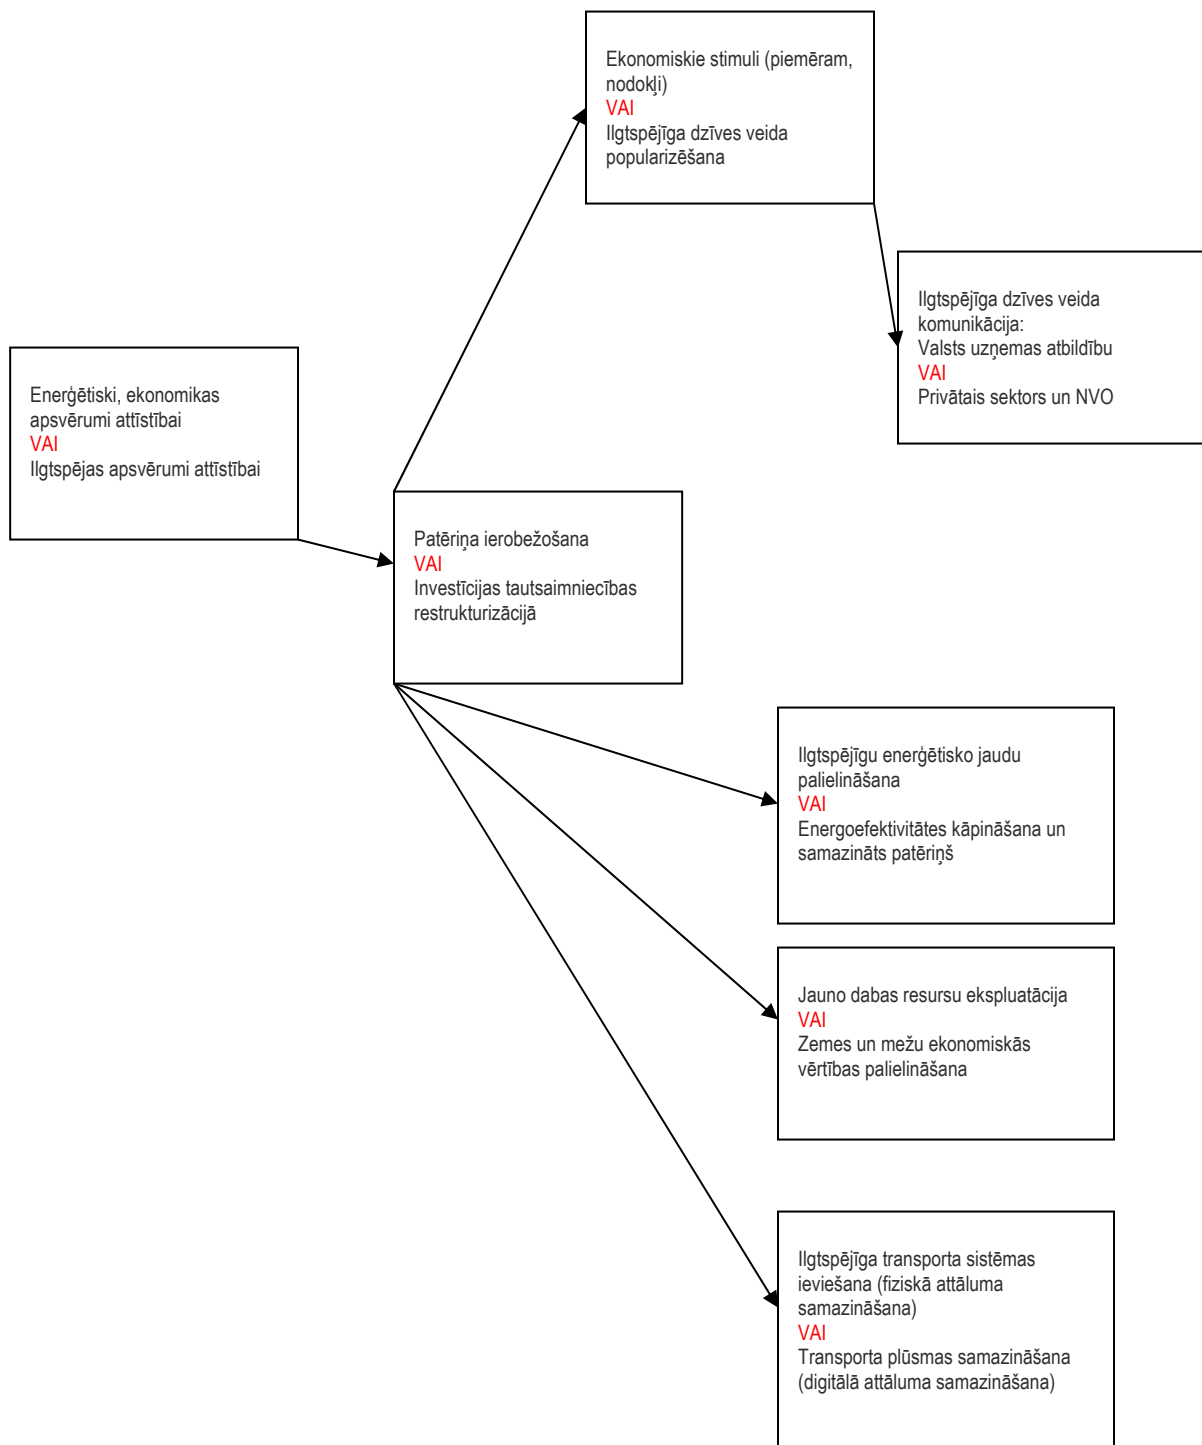 Ekonomiskie stimuli (piemēram,
nodokļi)
VAI
Ilgtspējīga dzīves veida
popularizēšana
Ilgtspējīga dzīves veida
komunikācija:
Valsts uzņemas atbildību
VAI
Privātais sektors un NVO
Enerģētiski, ekonomikas
apsvērumi attīstībai
VAI
Ilgtspējas apsvērumi attīstībai
Patēriņa ierobežošana
VAI
Investīcijas tautsaimniecības
restrukturizācijā
Ilgtspējīgu enerģētisko jaudu
palielināšana
VAI
Energoefektivitātes kāpināšana un
samazināts patēriņš
Jauno dabas resursu ekspluatācija
VAI
Zemes un mežu ekonomiskās
vērtības palielināšana
Ilgtspējīga transporta sistēmas
ieviešana (fiziskā attāluma
samazināšana)
VAI
Transporta plūsmas samazināšana
(digitālā attāluma samazināšana)